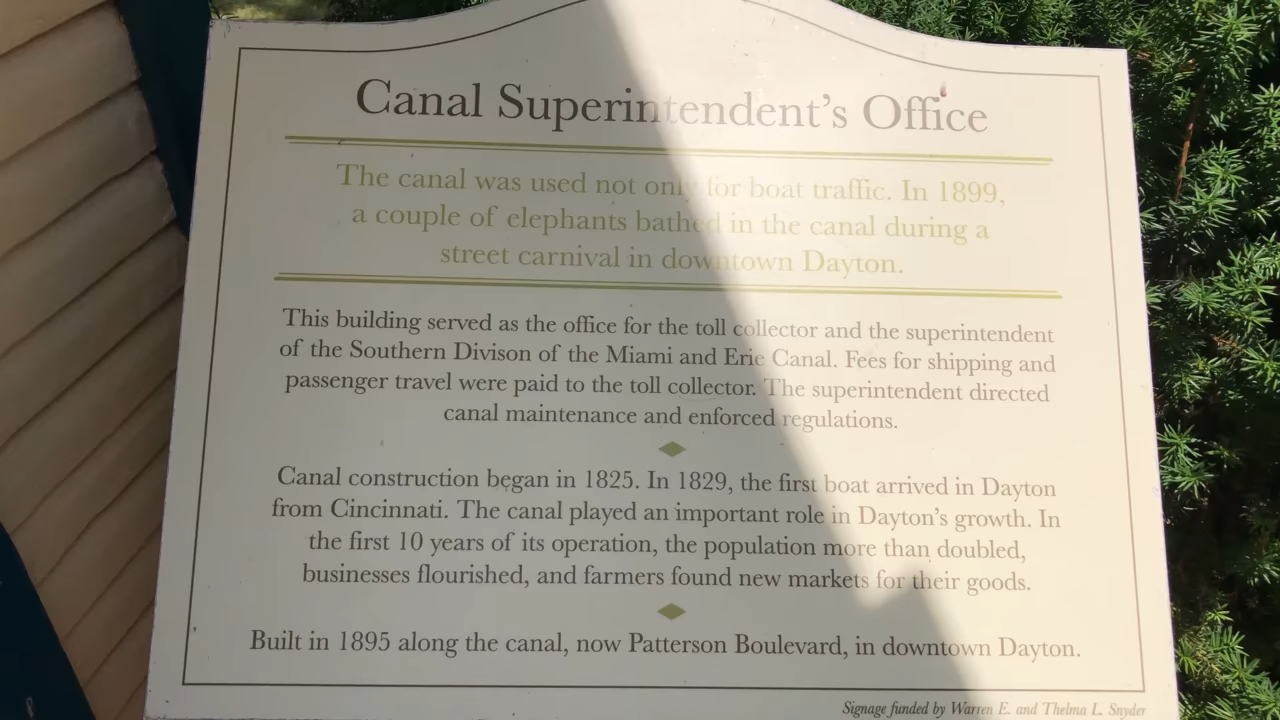 Canal Superintendent's Office
The canal was used not only for boat traffic. In 1899,
a couple of elephants bathed in the canal during a
street carnival in downtown Dayton.
This building served as the office for the toll collector and the superintendent
of the Southern Divison of the Miami and Erie Canal. Fees for shipping and
passenger travel were paid to the toll collector. The superintendent directed
canal maintenance and enforced regulations.
Canal construction began in 1825. In 1829, the first boat arrived in Dayton
from Cincinnati. The canal played an important role in Dayton's growth. In
the first 10 years of its operation, the population more than doubled,
businesses flourished, and farmers found new markets for their goods.
Built in 1895 along the canal, now Patterson Boulevard, in downtown Dayton.
Signage funded by Warren E. and Thelma L. Snyder